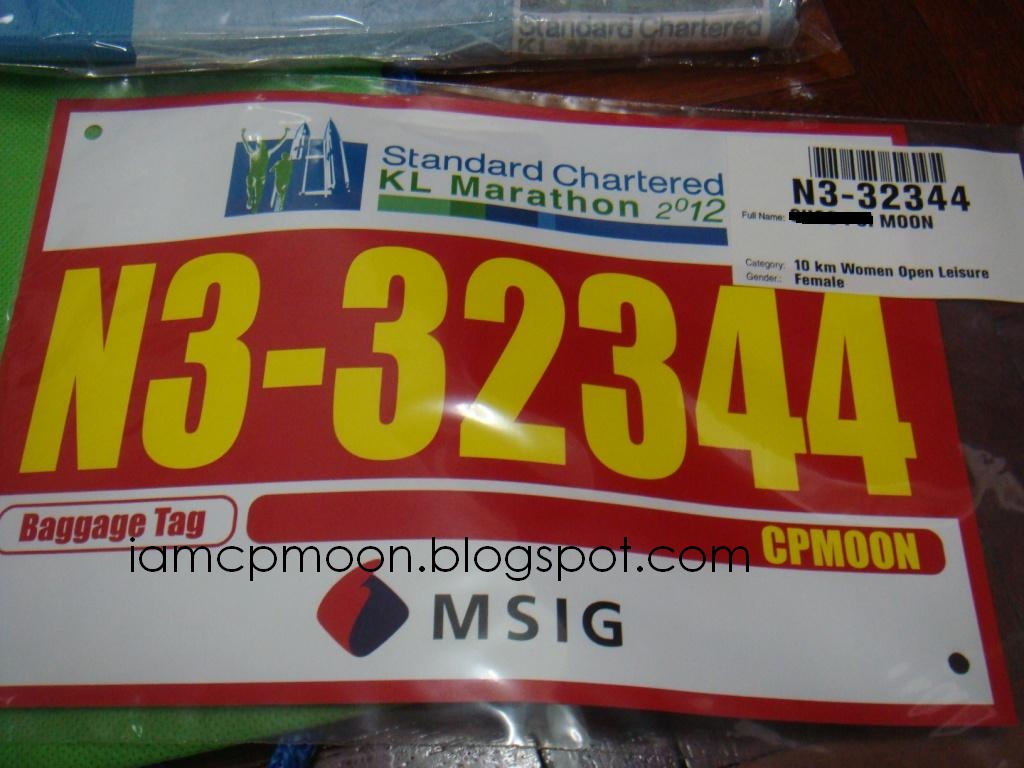 Standard Chartered
KL Marathon
Standard Chartered
KL Marathon 2012
N3-32344
Full Name: MOON
Category: 10 km Women Open Leisure
Gender: Female
N3-32344
Baggage Tag
CPMOON
iamcpmoon.blogspot.com
MSIG